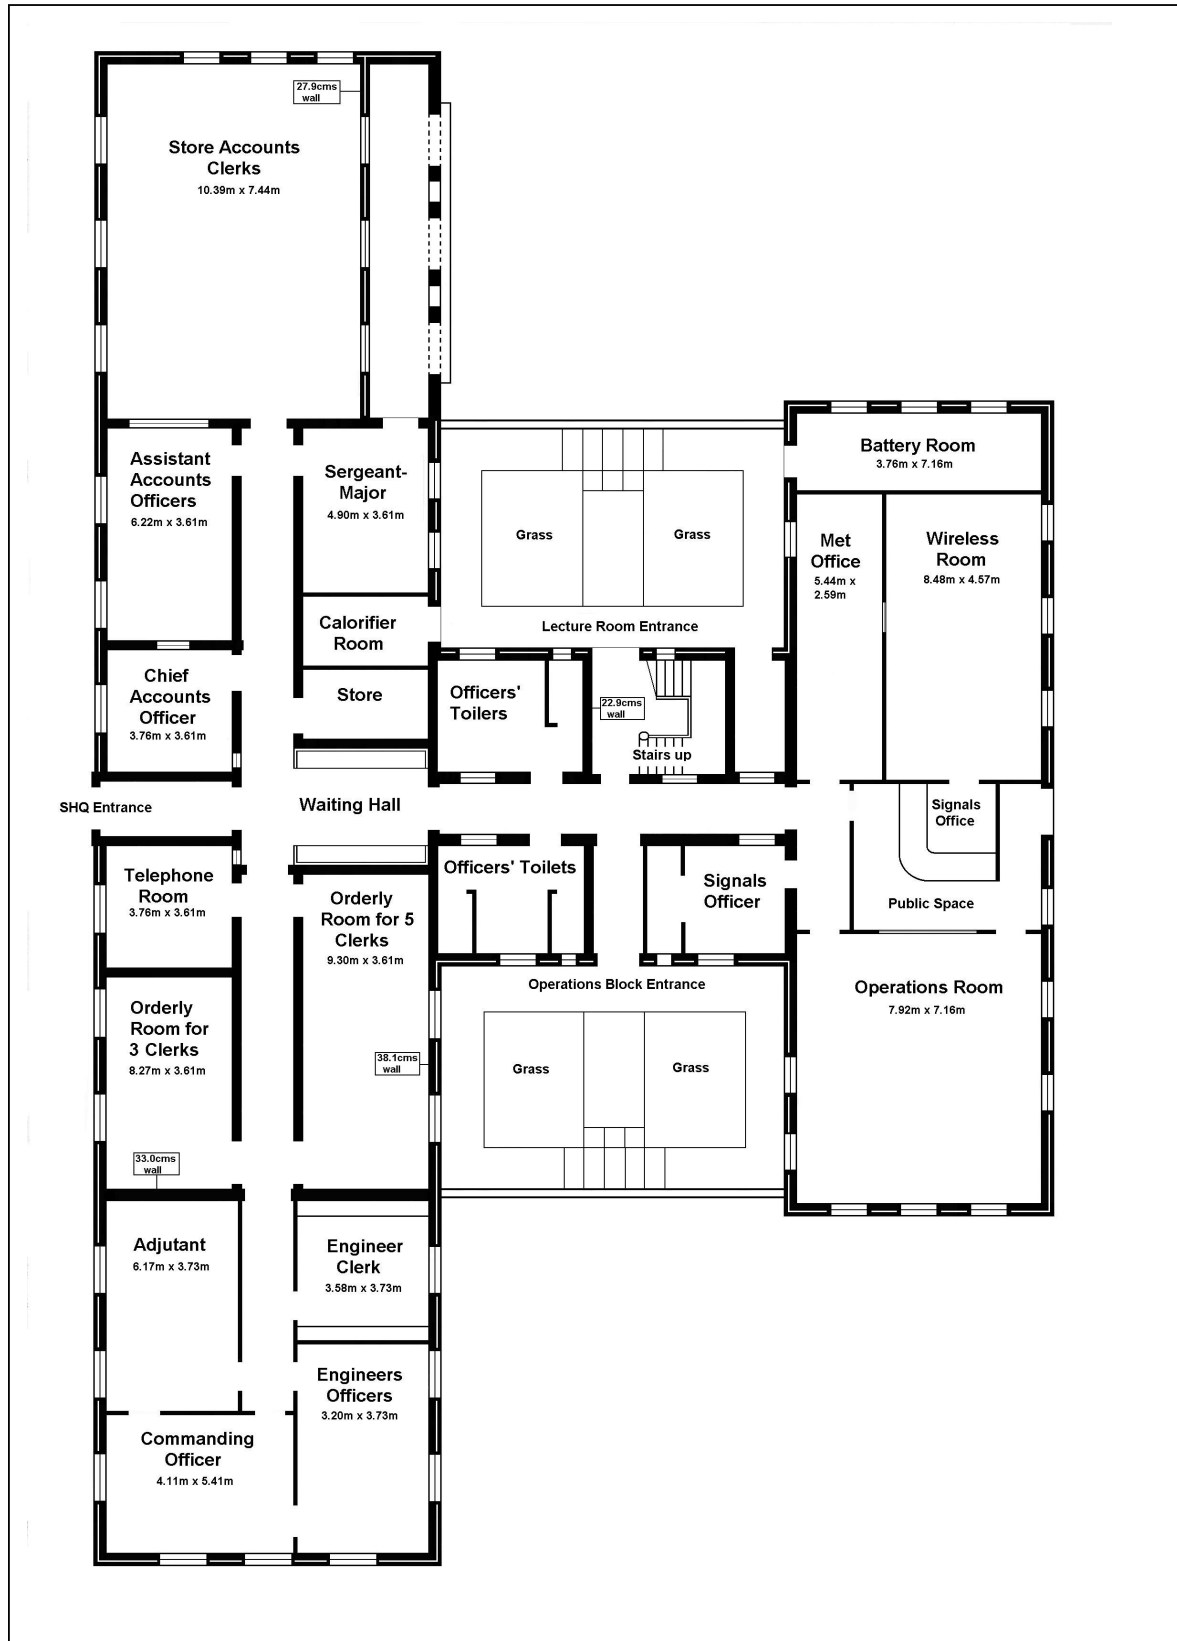 27.9cms
wall
Store Accounts
Clerks
10.39m x 7.44m
Assistant
Accounts
Officers
6.22m x 3.61m
Sergeant-
Major
4.90m x 3.61m
Grass
Grass
Battery Room
3.76m x 7.16m
Met
Office
5.44m x
2.59m
Wireless
Room
8.48m x 4.57m
Calorifier
Room
Lecture Room Entrance
Chief
Accounts
Officer
3.76m x 3.61m
Store
Officers'
Toilers
22.9cms
wall
Stairs up
SHQ Entrance
Waiting Hall
Signals
Office
Telephone
Room
3.76m x 3.61m
Orderly
Room for 5
Clerks
9.30m x 3.61m
Officers' Toilets
Signals
Officer
Public Space
Orderly
Room for
3 Clerks
8.27m x 3.61m
Operations Block Entrance
Operations Room
7.92m x 7.16m
38.1cms
wall
Grass
Grass
33.0cms
wall
Adjutant
6.17m x 3.73m
Engineer
Clerk
3.58m x 3.73m
Engineers
Officers
3.20m x 3.73m
Commanding
Officer
4.11m x 5.41m